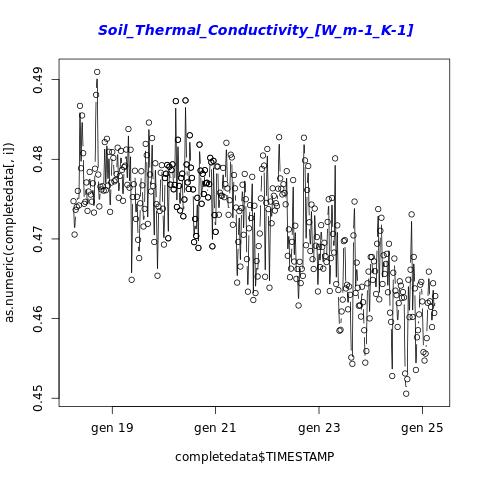 Soil_Thermal_Conductivity_[W_m-1_K-1]
as.numeric(completedata[, i])
0.49
0.48
0.47
0.46
0.45
gen 19 gen 21 gen 23 gen 25
completedata$TIMESTAMP